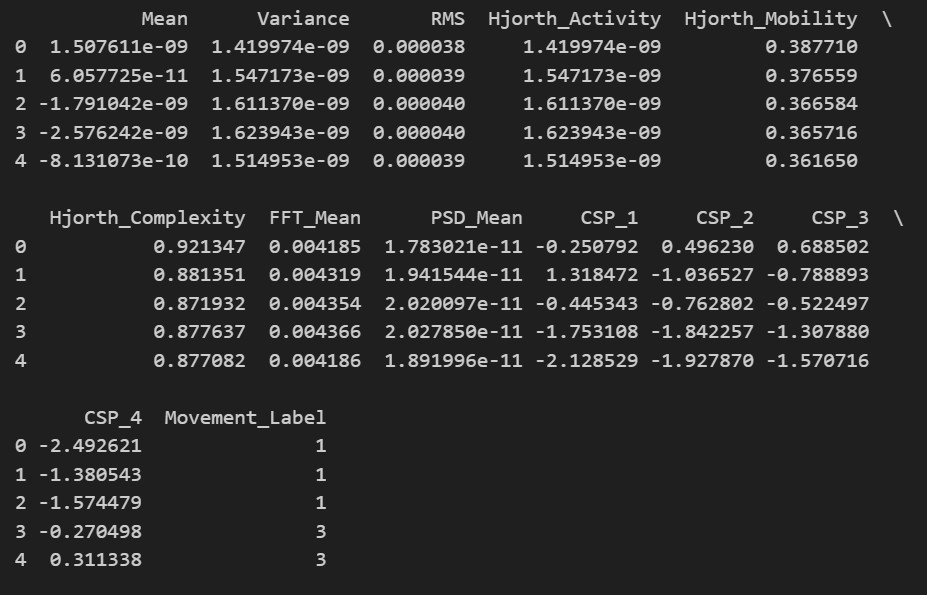 Mean Variance RMS Hjorth_Activity Hjorth_Mobility \
0 1.507611e-09 1.419974e-09 0.000038 1.419974e-09 0.387710
1 6.057725e-11 1.547173e-09 0.000039 1.547173e-09 0.376559
2 -1.791042e-09 1.611370e-09 0.000040 1.611370e-09 0.366584
3 -2.576242e-09 1.623943e-09 0.000040 1.623943e-09 0.365716
4 -8.131073e-10 1.514953e-09 0.000039 1.514953e-09 0.361650
Hjorth_Complexity FFT_Mean PSD_Mean CSP_1 CSP_2 CSP_3 \
0 0.921347 0.004185 1.783021e-11 -0.250792 0.496230 0.688502
1 0.881351 0.004319 1.941544e-11 1.318472 -1.036527 -0.788893
2 0.871932 0.004354 2.020097e-11 -0.445343 -0.762802 -0.522497
3 0.877637 0.004366 2.027850e-11 -1.753108 -1.842257 -1.307880
4 0.877082 0.004186 1.891996e-11 -2.128529 -1.927870 -1.570716
CSP_4 Movement_Label
0 -2.492621 1
1 -1.380543 1
2 -1.574479 1
3 -0.270498 3
4 0.311338 3